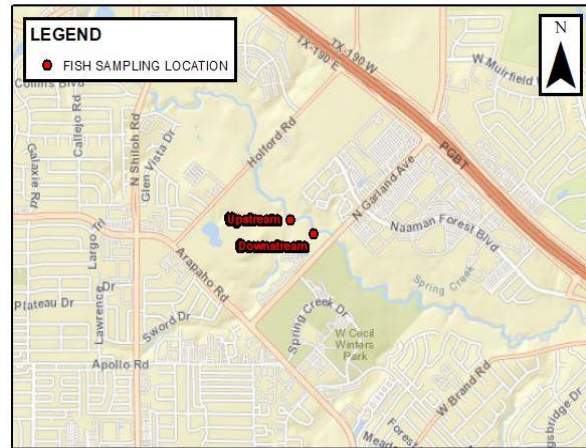 LEGEND
FISH SAMPLING LOCATION
N
TX-190 W
TX-190 E
W Muirfield
Collins Blvd
Callejo Rd
N Shiloh Rd
Glen Vista Dr
Galaxie Rd
Holford Rd
PGBT
N Garland Ave
Naaman Forest Blvd
Largo Trl
Upstream
Downstream
Arapaho Rd
Spring Creek
Plateau Dr
Lawrence Dr
Sword Dr
Spring Creek Dr
W Cecil
Winters
Park
Apollo Rd
W Brand Rd